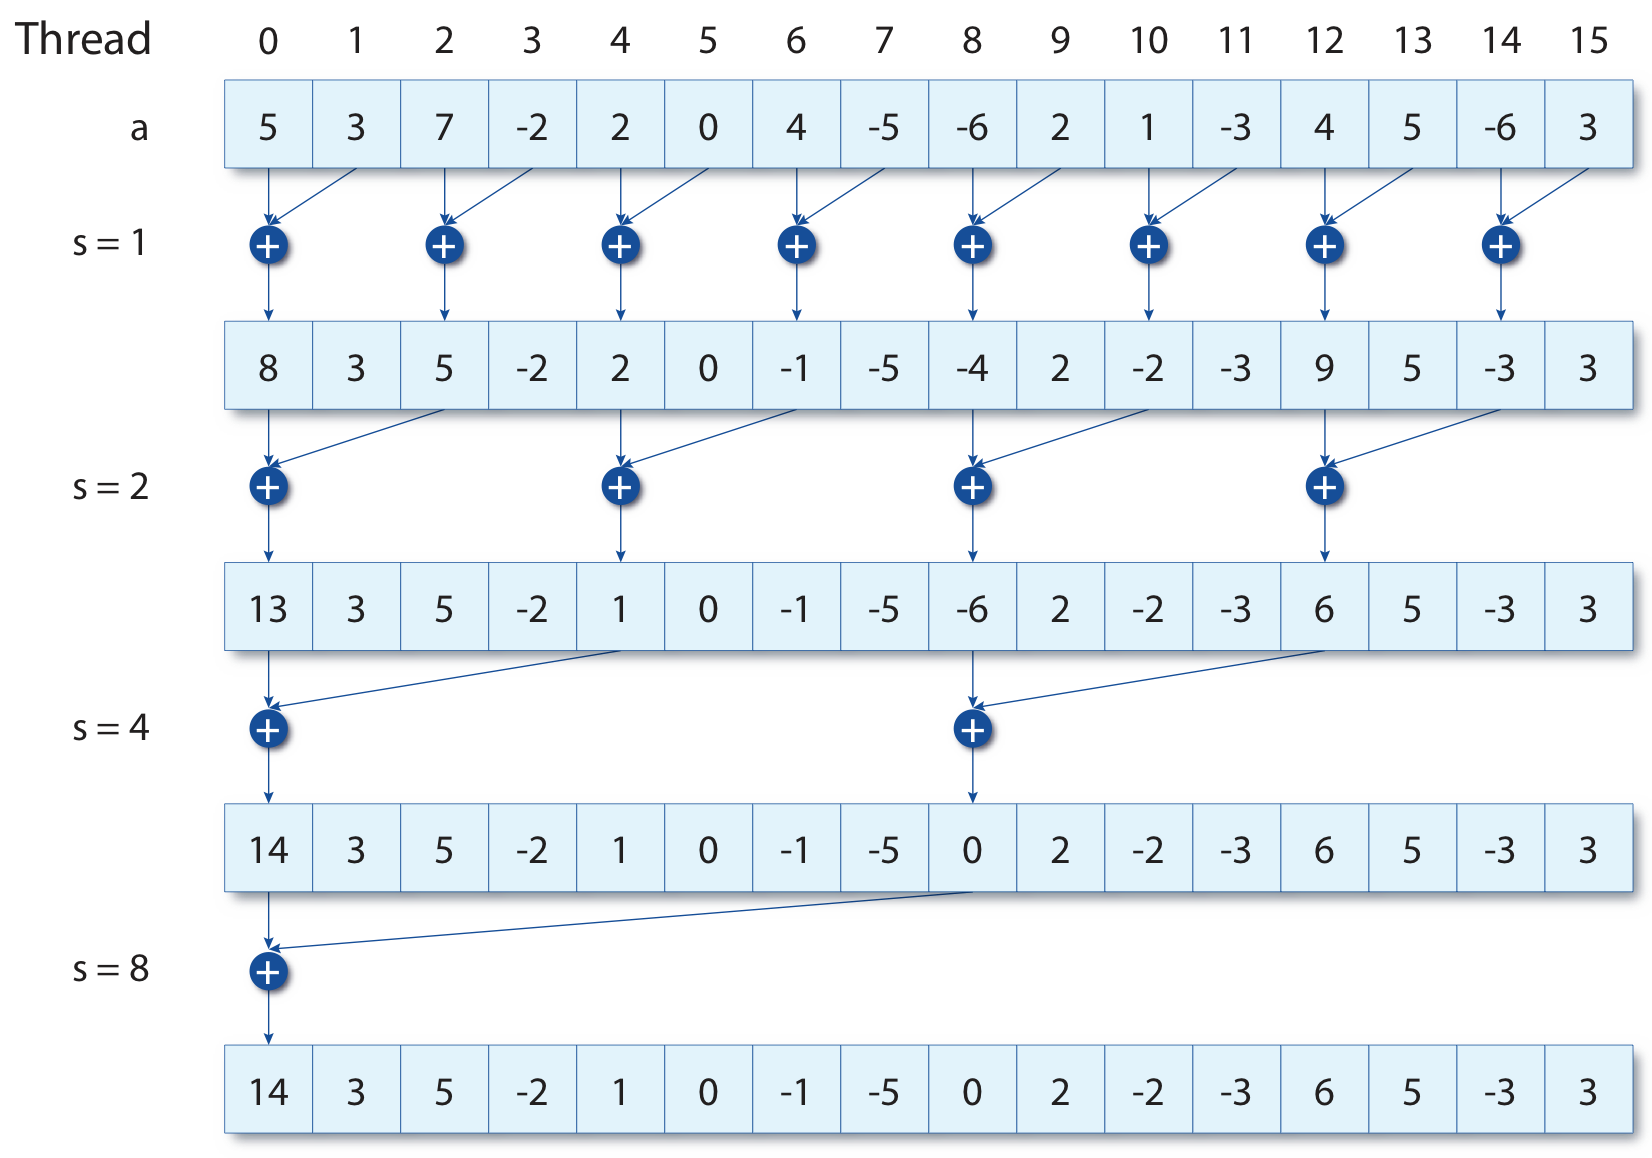 Thread 0 1 2 3 4 5 6 7 8 9 10 11 12 13 14 15
a 5 3 7 -2 2 0 4 -5 -6 2 1 -3 4 5 -6 3
s = 1 + + + + + + + +
8 3 5 -2 2 0 -1 -5 -4 2 -2 -3 9 5 -3 3
s = 2 + + + +
13 3 5 -2 1 0 -1 -5 -6 2 -2 -3 6 5 -3 3
s = 4 + +
14 3 5 -2 1 0 -1 -5 0 2 -2 -3 6 5 -3 3
s = 8 +
14 3 5 -2 1 0 -1 -5 0 2 -2 -3 6 5 -3 3